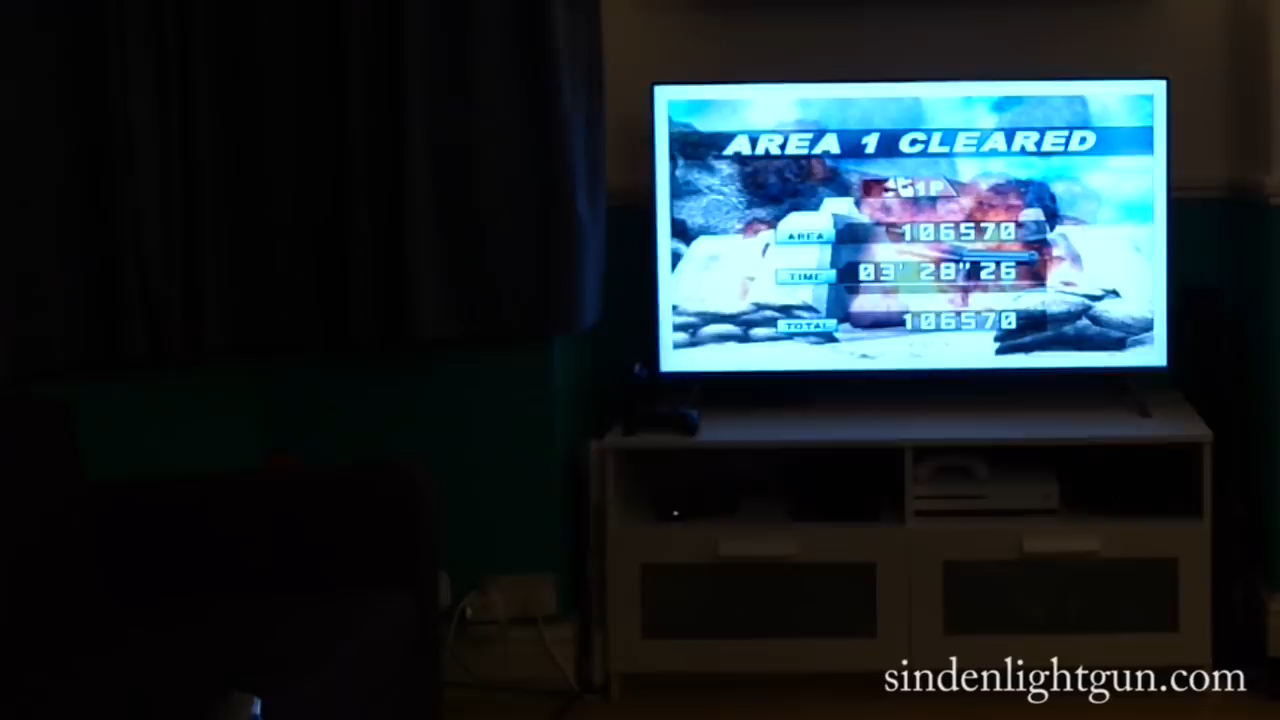 AREA 1 CLEARED
1P
AREA 106570
TIME 03' 28" 26
TOTAL 106570
sindenlightgun.com